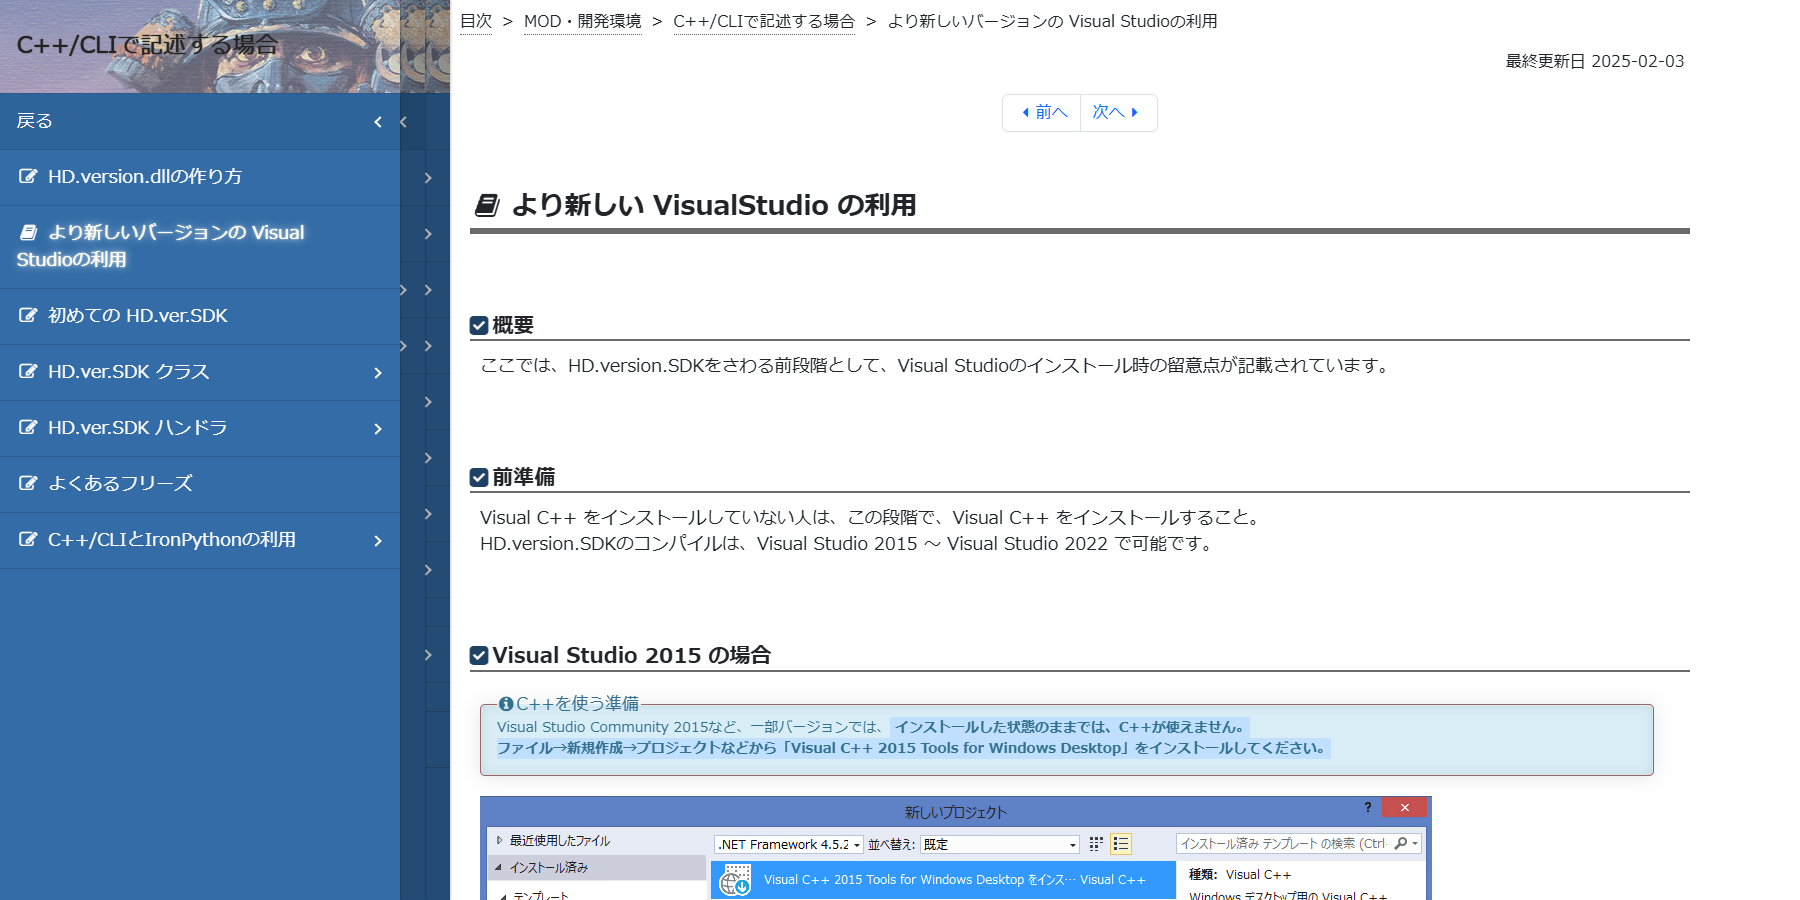 C++/CLIで記述する場合
戻る
HD.version.dllの作り方
より新しいバージョンの Visual
Studioの利用
初めての HD.ver.SDK
HD.ver.SDK クラス
HD.ver.SDK ハンドラ
よくあるフリーズ
C++/CLIとIronPythonの利用
目次 > MOD・開発環境 > C++/CLIで記述する場合 > より新しいバージョンの Visual Studioの利用
最終更新日 2025-02-03
前へ 次へ
より新しい VisualStudio の利用
概要
ここでは、HD.version.SDKをさわる前段階として、Visual Studioのインストール時の留意点が記載されています。
前準備
Visual C++ をインストールしていない人は、この段階で、Visual C++ をインストールすること。
HD.version.SDKのコンパイルは、Visual Studio 2015 ～ Visual Studio 2022 で可能です。
Visual Studio 2015 の場合
C++を使う準備
Visual Studio Community 2015など、一部バージョンでは、インストールした状態のままでは、C++が使えません。
ファイル→新規作成→プロジェクトなどから「Visual C++ 2015 Tools for Windows Desktop」をインストールしてください。
新しいプロジェクト
? ×
最近使用したファイル
.NET Framework 4.5.2 並べ替え: 既定
インストール済み テンプレート の検索 (Ctrl
インストール済み
Visual C++ 2015 Tools for Windows Desktop をインス… Visual C++
種類: Visual C++
テンプレート
Windows デスクトップ用の Visual C++